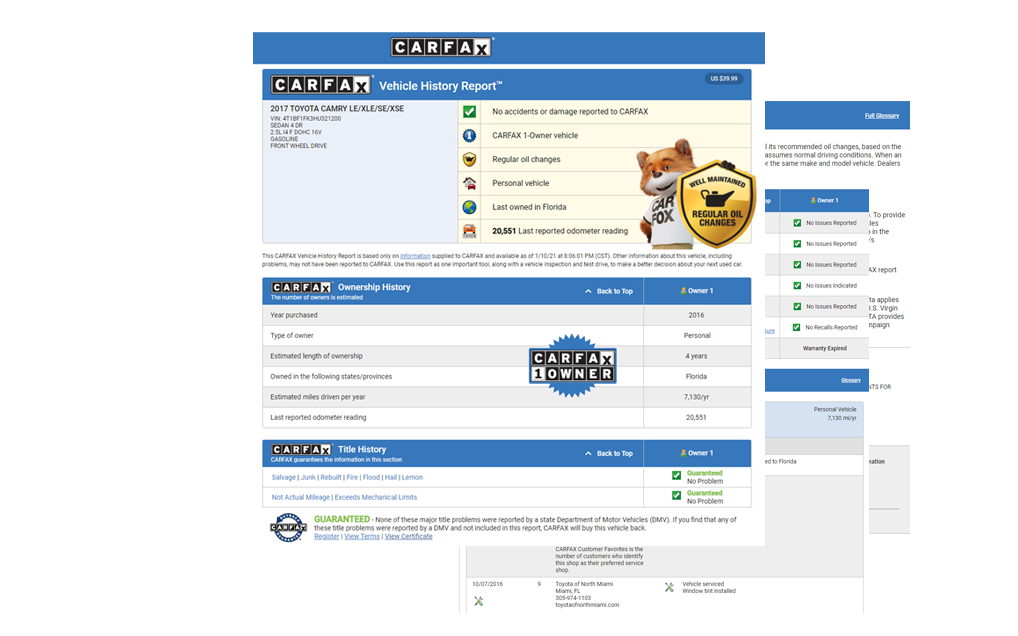 CARFAX
CARFAX Vehicle History Report™
US $39.99
2017 TOYOTA CAMRY LE/XLE/SE/XSE
VIN: 4T1BF1FK3HU321200
SEDAN 4 DR
2.5L I4 F DOHC 16V
GASOLINE
FRONT WHEEL DRIVE
No accidents or damage reported to CARFAX
1 CARFAX 1-Owner vehicle
Regular oil changes
Personal vehicle
Last owned in Florida
20,551 Last reported odometer reading
CAR
FOX
WELL MAINTAINED
REGULAR OIL
CHANGES
This CARFAX Vehicle History Report is based only on information supplied to CARFAX and available as of 1/10/21 at 8:06:01 PM (CST). Other information about this vehicle, including
problems, may not have been reported to CARFAX. Use this report as one important tool, along with a vehicle inspection and test drive, to make a better decision about your next used car.
CARFAX Ownership History
The number of owners is estimated
Back to Top
Owner 1
Year purchased 2016
Type of owner Personal
Estimated length of ownership 4 years
Owned in the following states/provinces Florida
Estimated miles driven per year 7,130/yr
Last reported odometer reading 20,551
CARFAX
1 OWNER
CARFAX Title History
CARFAX guarantees the information in this section
Back to Top
Owner 1
Salvage | Junk | Rebuilt | Fire | Flood | Hail | Lemon
Guaranteed
No Problem
Not Actual Mileage | Exceeds Mechanical Limits
Guaranteed
No Problem
CARFAX
GUARANTEED - None of these major title problems were reported by a state Department of Motor Vehicles (DMV). If you find that any of
these title problems were reported by a DMV and not included in this report, CARFAX will buy this vehicle back.
Register | View Terms | View Certificate
Full Glossary
l its recommended oil changes, based on the
assumes normal driving conditions. When an
r the same make and model vehicle. Dealers
op
Owner 1
No Issues Reported
No Issues Reported
No Issues Reported
No Issues Indicated
No Issues Reported
No Recalls Reported
Warranty Expired
. To provide
des
in the
's
AX report
ta applies
U.S. Virgin
TA provides
mpaign
sure
Glossary
NTS FOR
Personal Vehicle
7,130 mi/yr
ed to Florida
mation
CARFAX Customer Favorites is the
number of customers who identify
this shop as their preferred service
shop.
10/07/2016 9 Toyota of North Miami
Miami, FL
305-974-1103
toyotaofnorthmiami.com
Vehicle serviced
Window tint installed